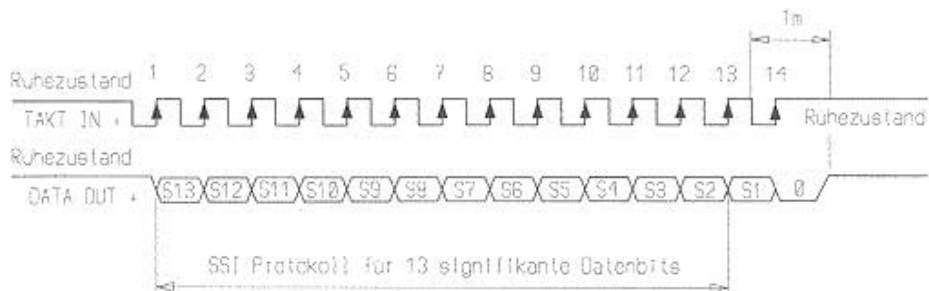 1m
Ruhezustand 1 2 3 4 5 6 7 8 9 10 11 12 13 14
TAKT IN +
Ruhezustand
Ruhezustand
DATA OUT +
S13 S12 S11 S10 S9 S8 S7 S6 S5 S4 S3 S2 S1 0
SSI Protokoll für 13 signifikante Datenbits